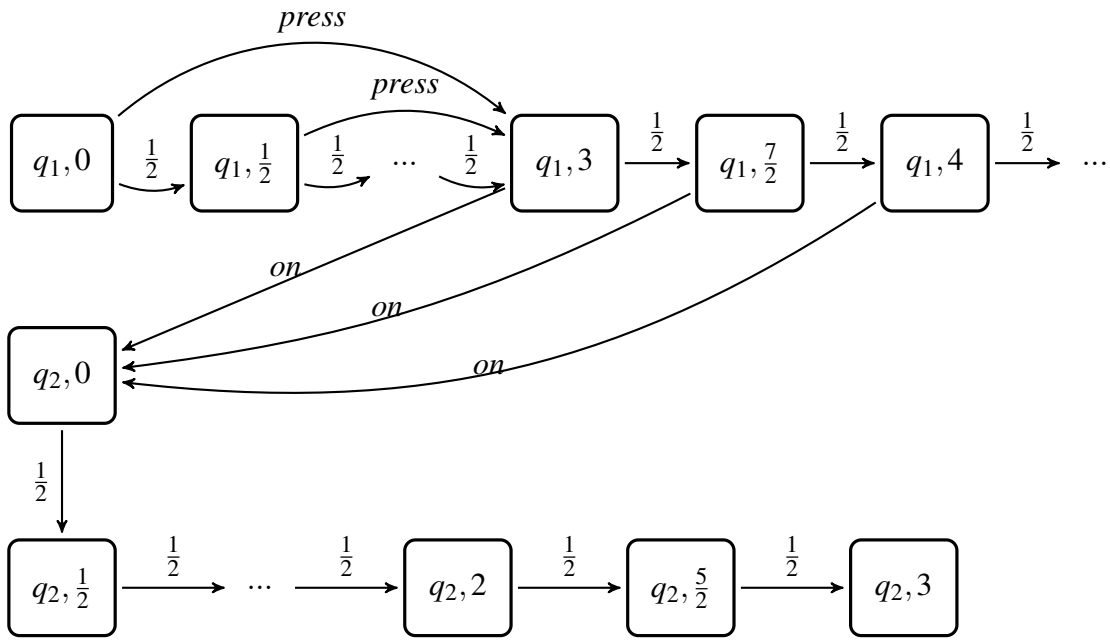 press
press
q₁, 0 ½ q₁, ½ ½ ... ½ q₁, 3 ½ q₁, 7/2 ½ q₁, 4 ½ ...
on
on
on
q₂, 0
½
q₂, ½ ½ ... ½ q₂, 2 ½ q₂, 5/2 ½ q₂, 3